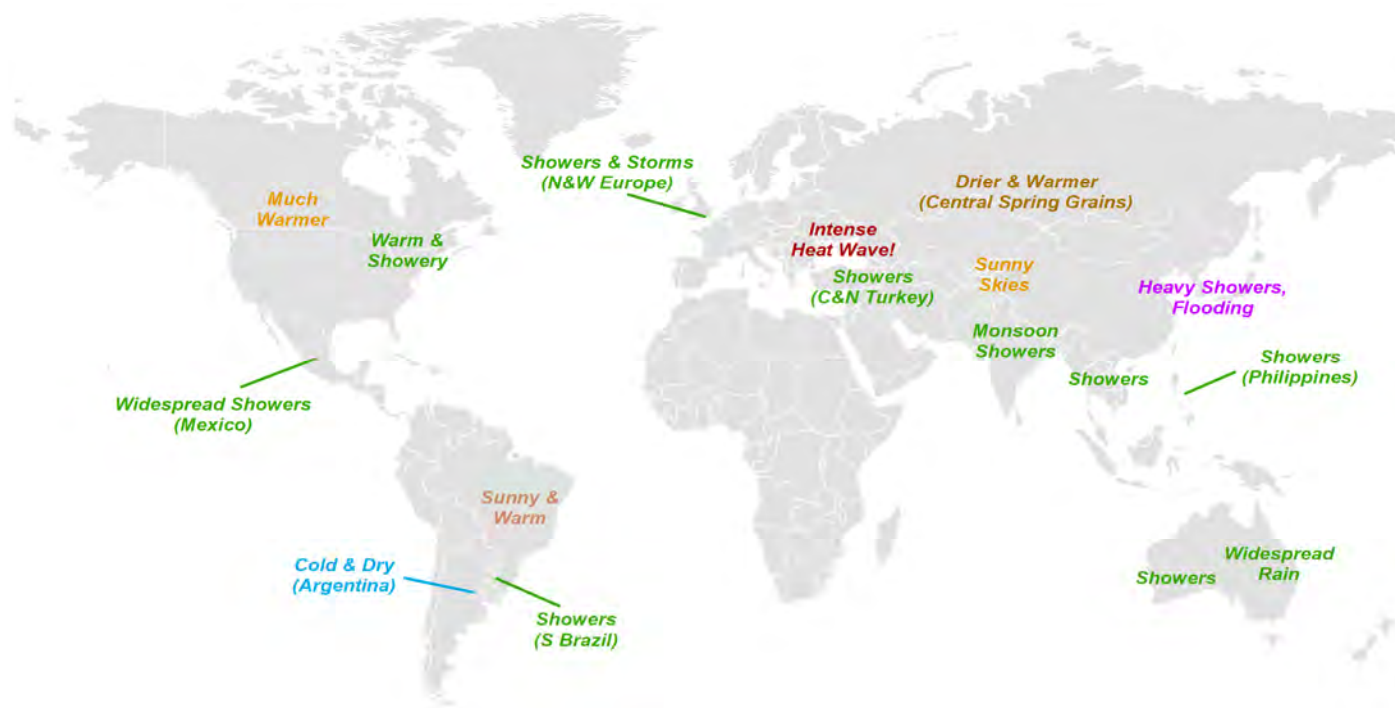 Showers & Storms
(N&W Europe)
Much
Warmer
Warm &
Showery
Drier & Warmer
(Central Spring Grains)
Intense
Heat Wave!
Showers
(C&N Turkey)
Sunny
Skies
Heavy Showers,
Flooding
Monsoon
Showers
Showers
Showers
(Philippines)
Widespread Showers
(Mexico)
Sunny &
Warm
Cold & Dry
(Argentina)
Showers
(S Brazil)
Showers
Widespread
Rain